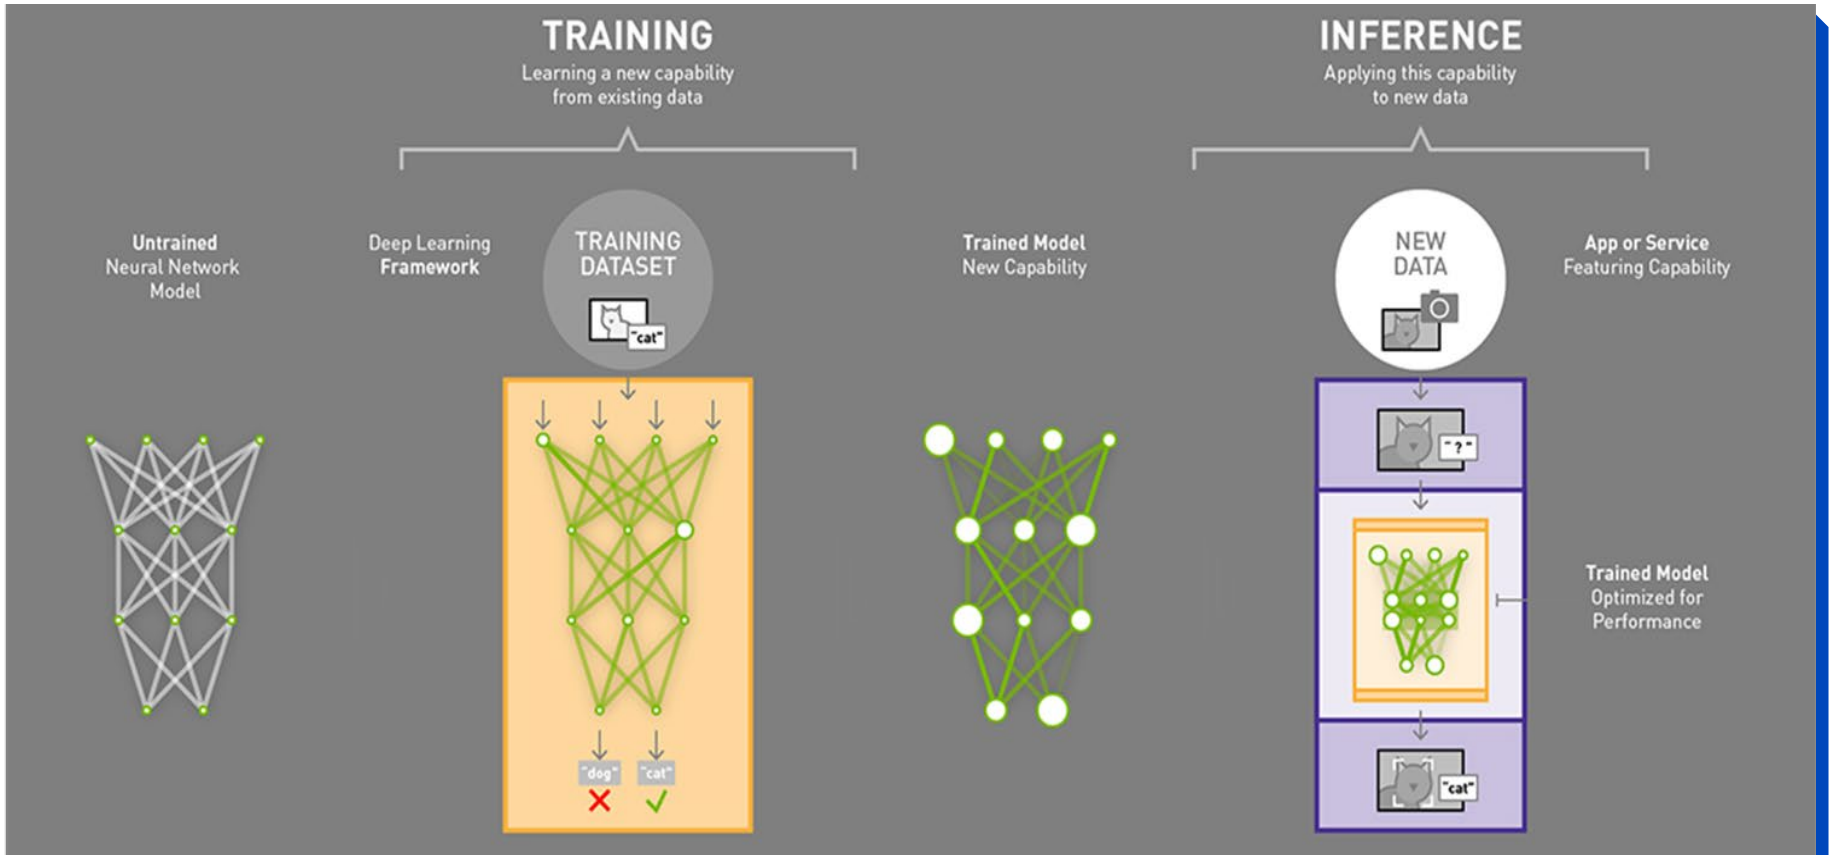 TRAINING
Learning a new capability
from existing data
INFERENCE
Applying this capability
to new data
Untrained
Neural Network
Model
Deep Learning
Framework
TRAINING
DATASET
"cat"
Trained Model
New Capability
NEW
DATA
App or Service
Featuring Capability
"?"
Trained Model
Optimized for
Performance
"dog"
"cat"
"cat"